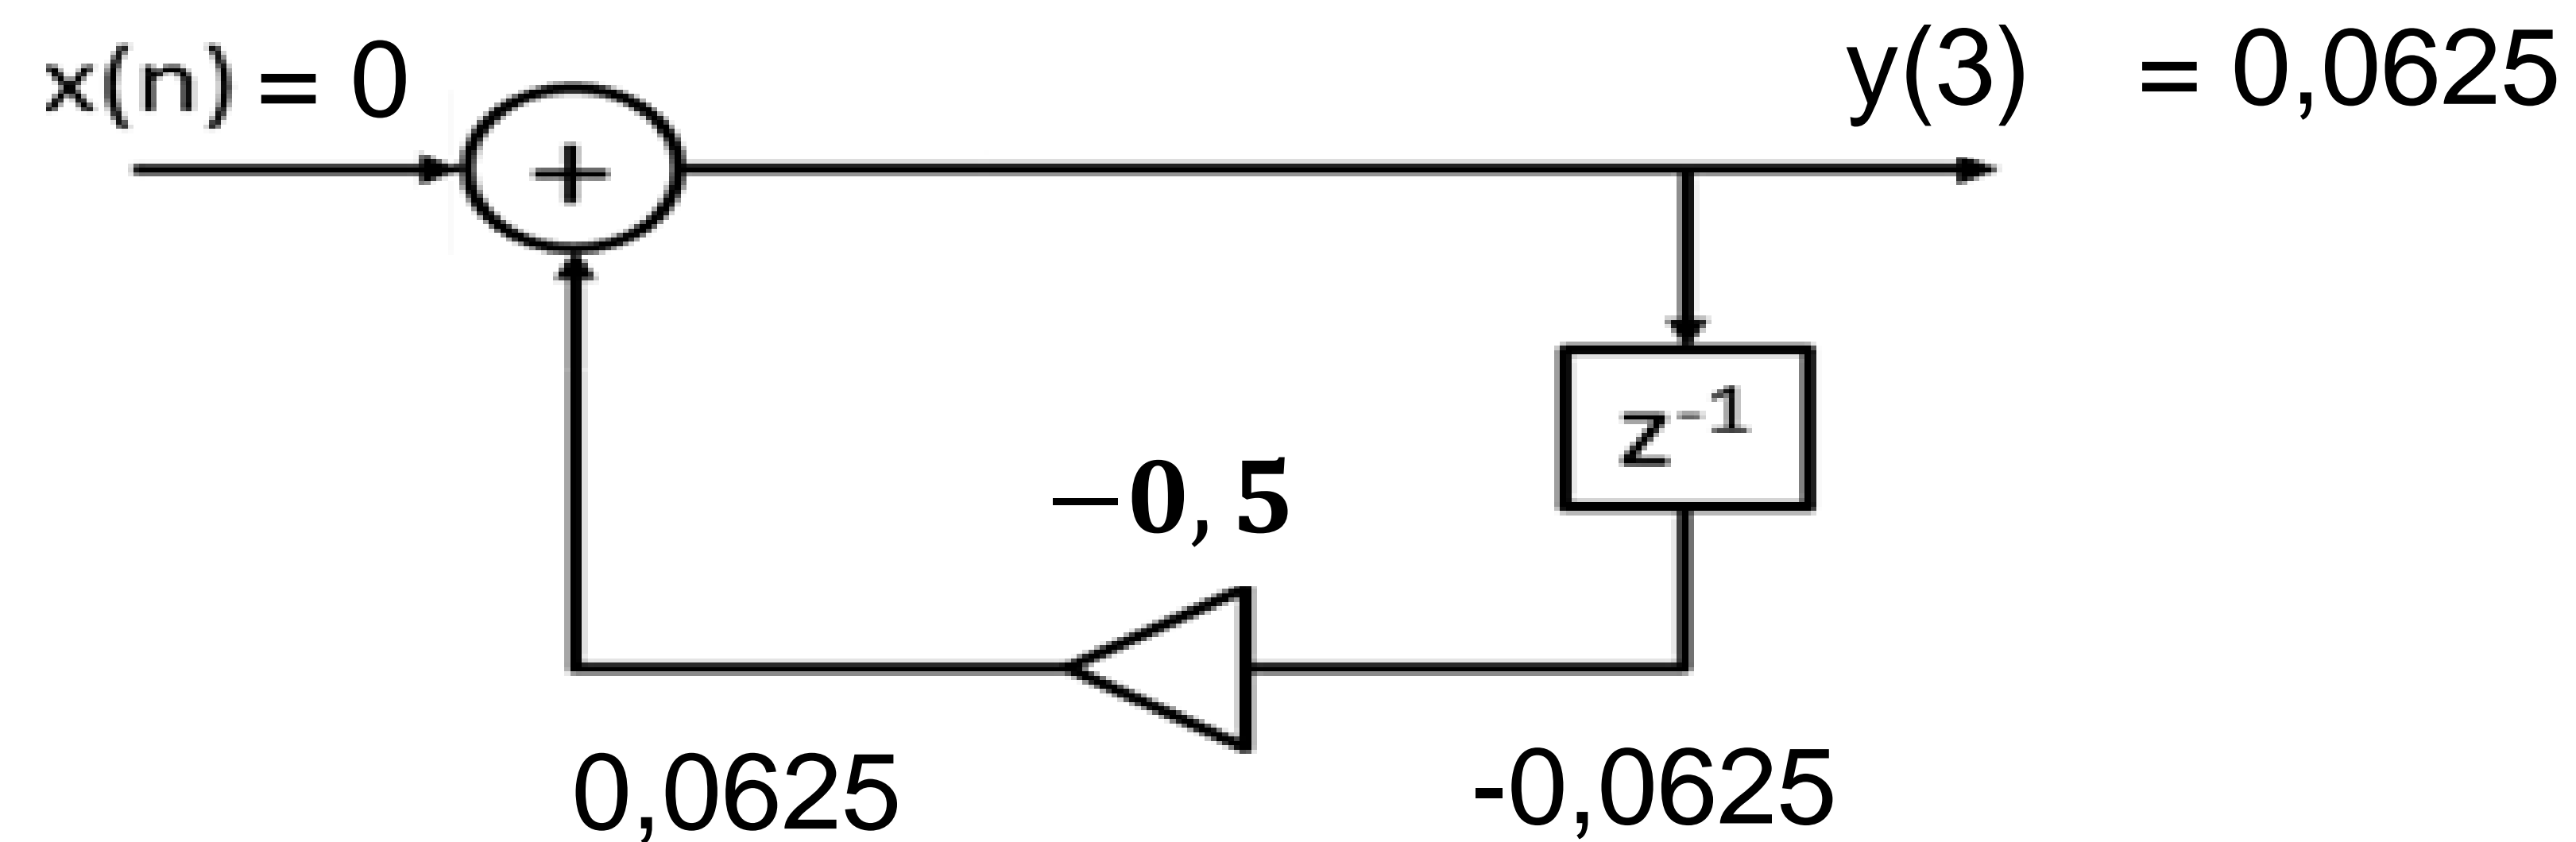 x(n) = 0
y(3) = 0,0625
+
z⁻¹
−0, 5
0,0625
-0,0625